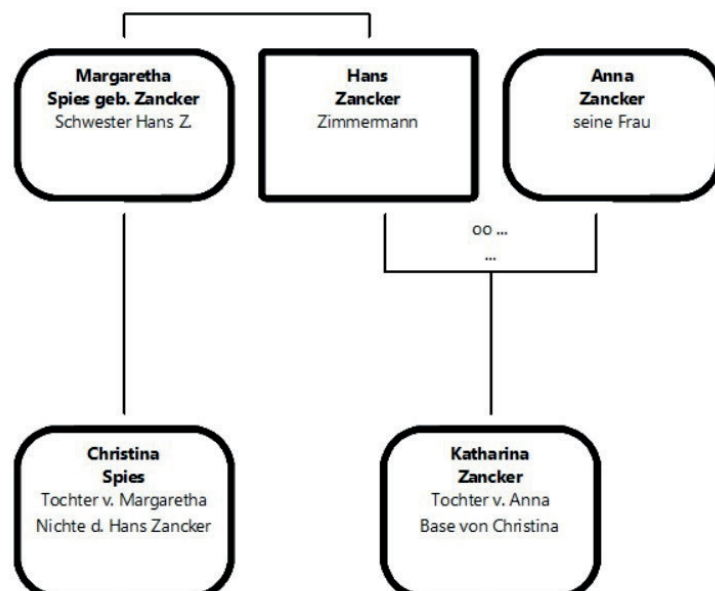 Margaretha
Spies geb. Zancker
Schwester Hans Z.
Hans
Zancker
Zimmermann
Anna
Zancker
seine Frau
oo ...
...
Christina
Spies
Tochter v. Margaretha
Nichte d. Hans Zancker
Katharina
Zancker
Tochter v. Anna
Base von Christina